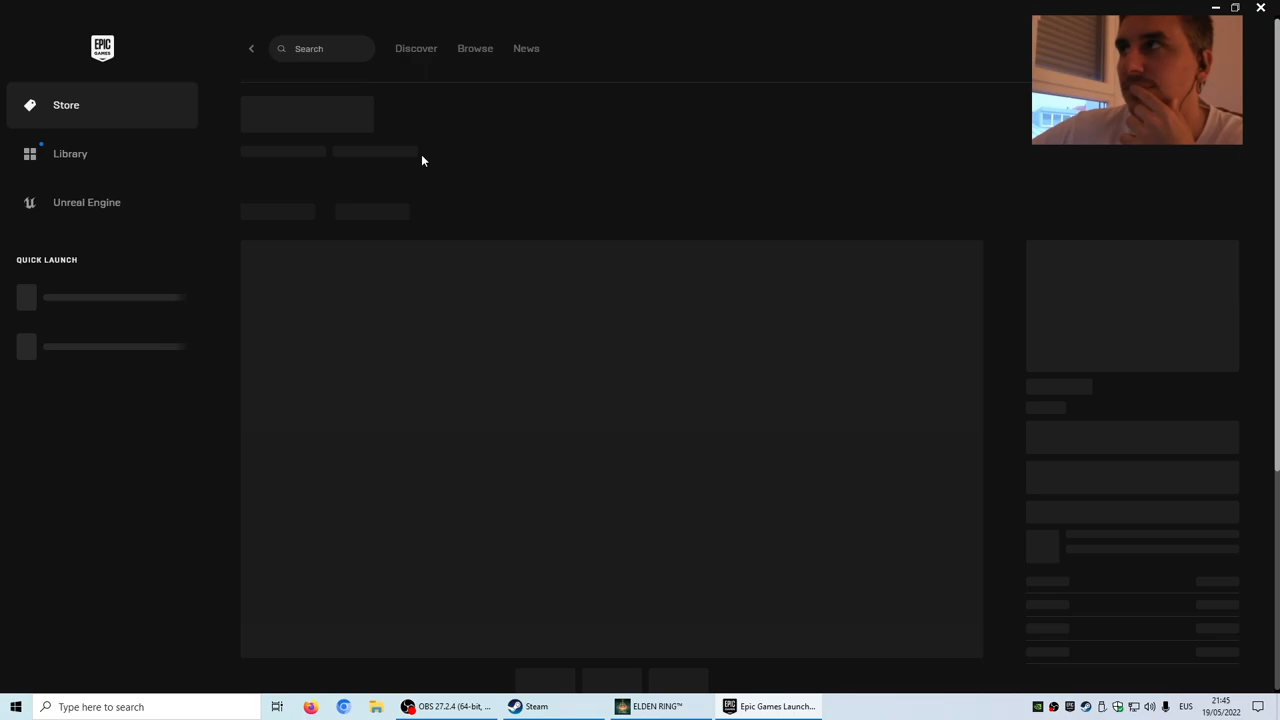 EPIC
GAMES
Search
Discover
Browse
News
Store
Library
Unreal Engine
QUICK LAUNCH
Type here to search
OBS 27.2.4 (64-bit, ...
Steam
ELDEN RING™
Epic Games Launch...
EUS
21:45
19/05/2022